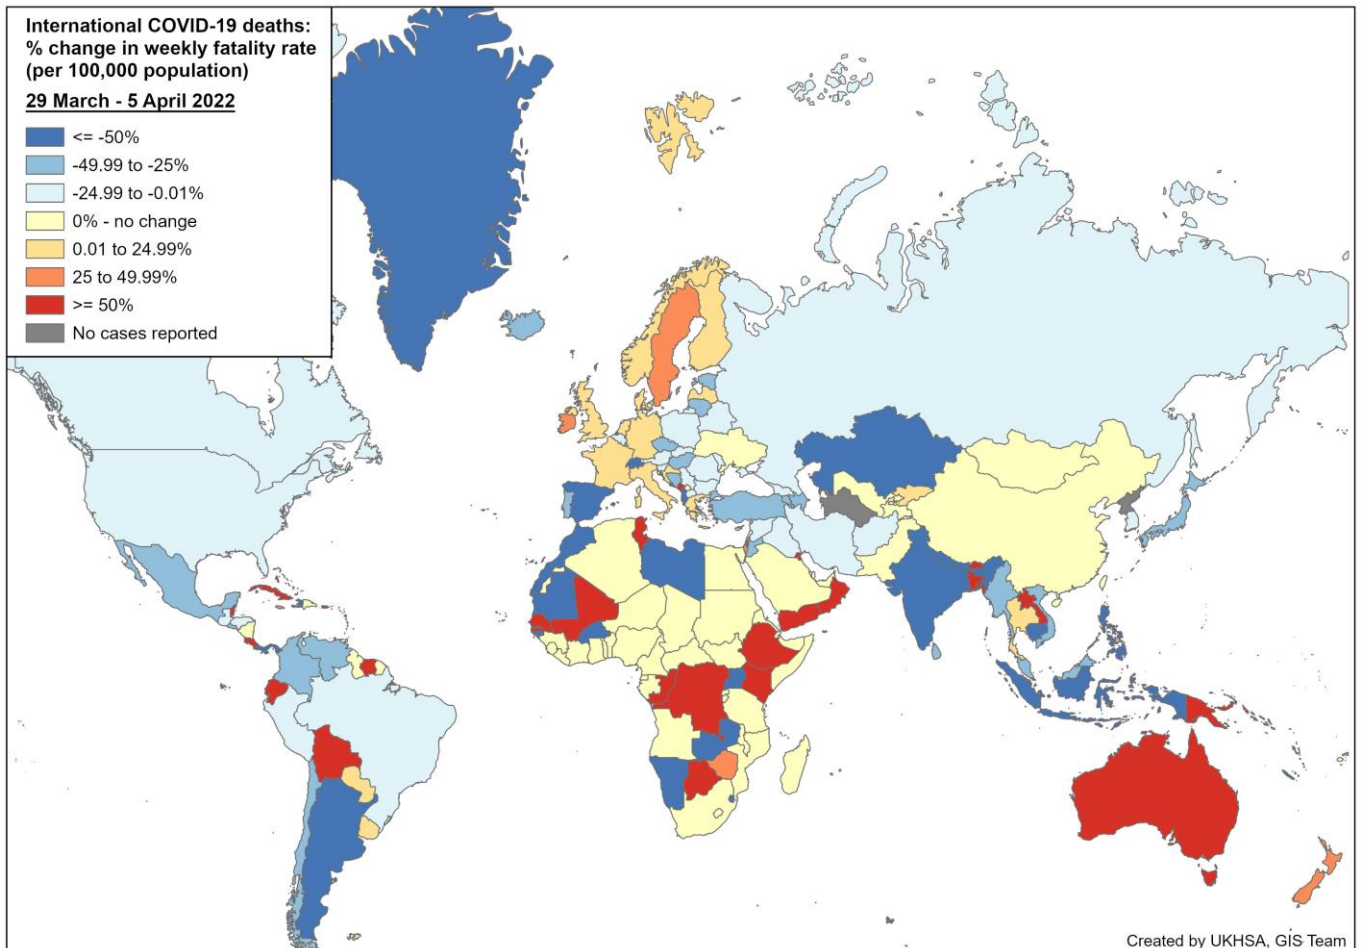 International COVID-19 deaths:
% change in weekly fatality rate
(per 100,000 population)
29 March - 5 April 2022
<= -50%
-49.99 to -25%
-24.99 to -0.01%
0% - no change
0.01 to 24.99%
25 to 49.99%
>= 50%
No cases reported
Created by UKHSA, GIS Team